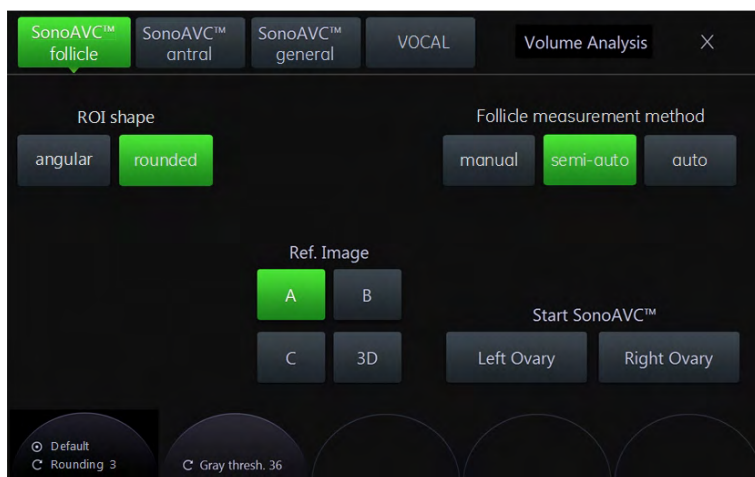 SonoAVC™
follicle
SonoAVC™
antral
SonoAVC™
general
VOCAL
Volume Analysis
X
ROI shape
angular
rounded
Follicle measurement method
manual
semi-auto
auto
Ref. Image
A
B
C
3D
Start SonoAVC™
Left Ovary
Right Ovary
Default
Rounding 3
Gray thresh. 36